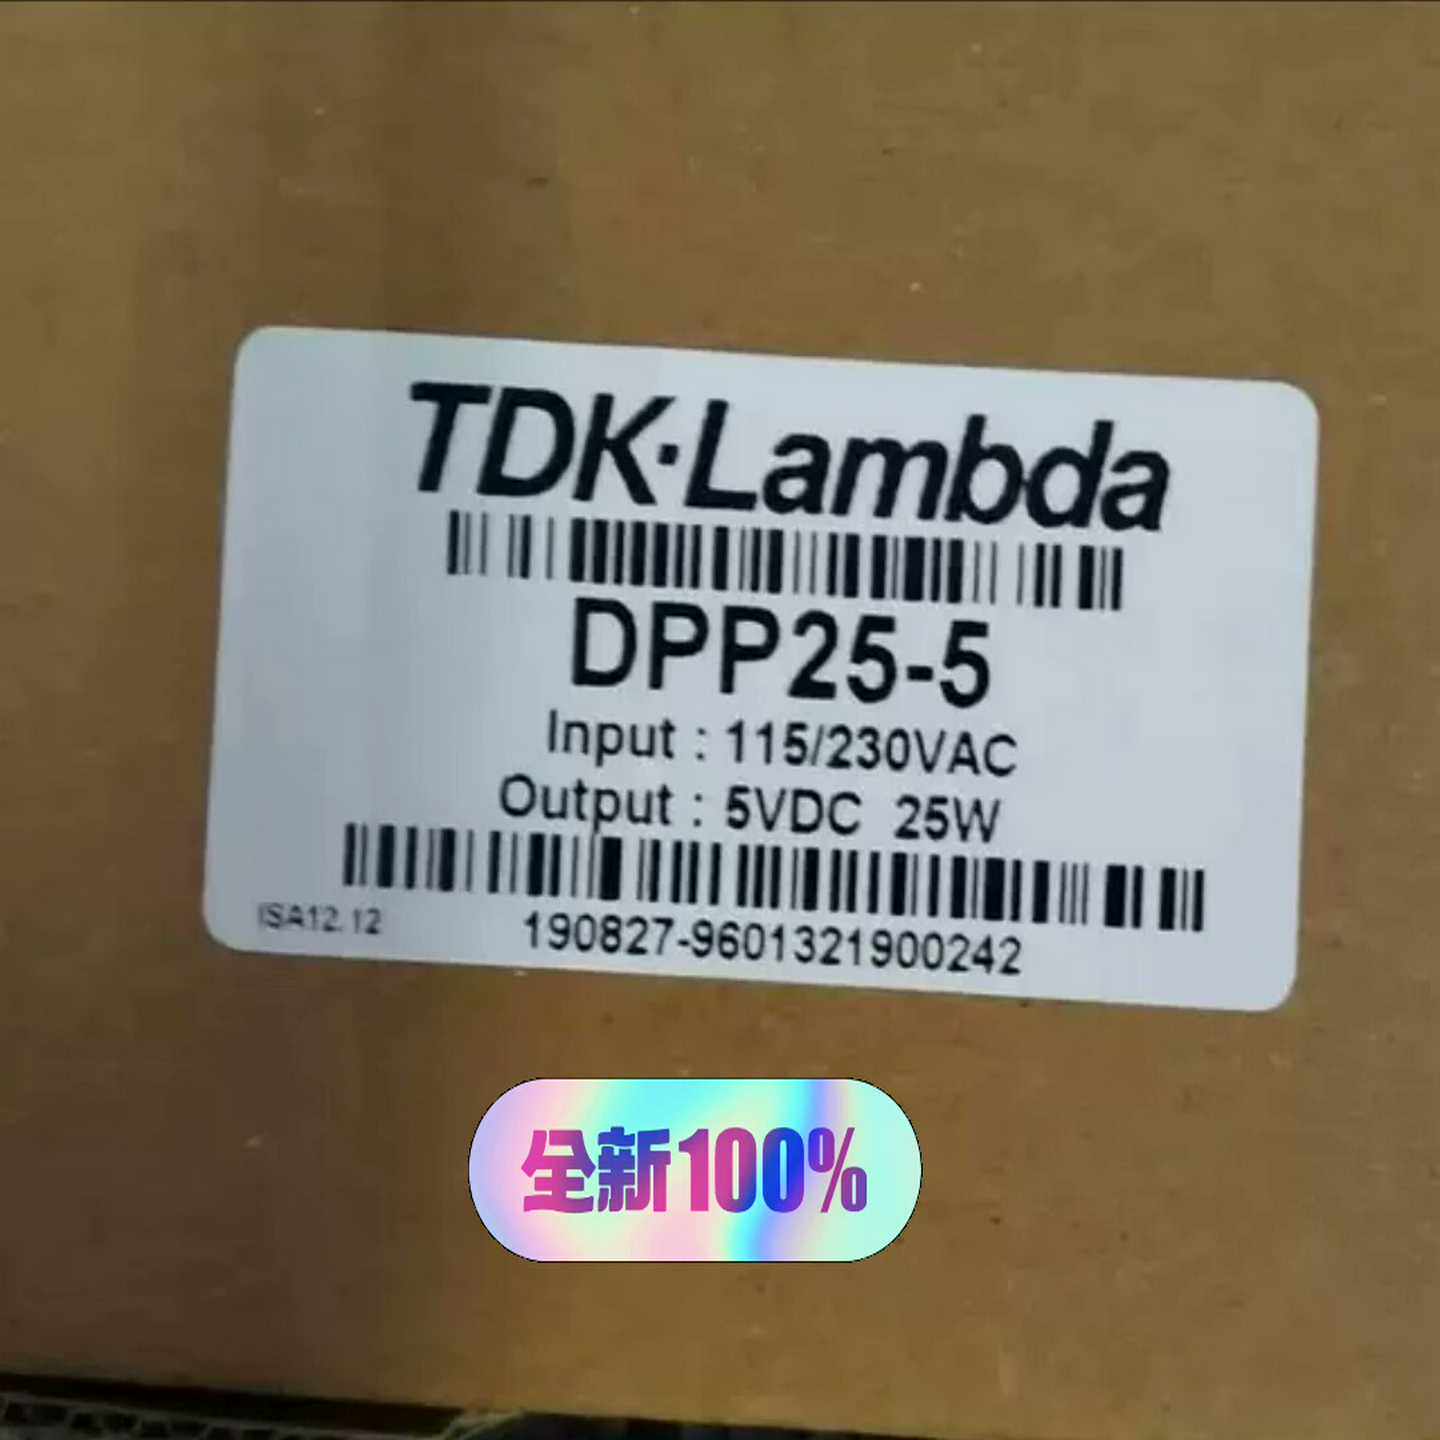 TDK·Lambda
DPP25-5
Input : 115/230VAC
Output : 5VDC 25W
ISA12.12
190827-9601321900242
全新100%